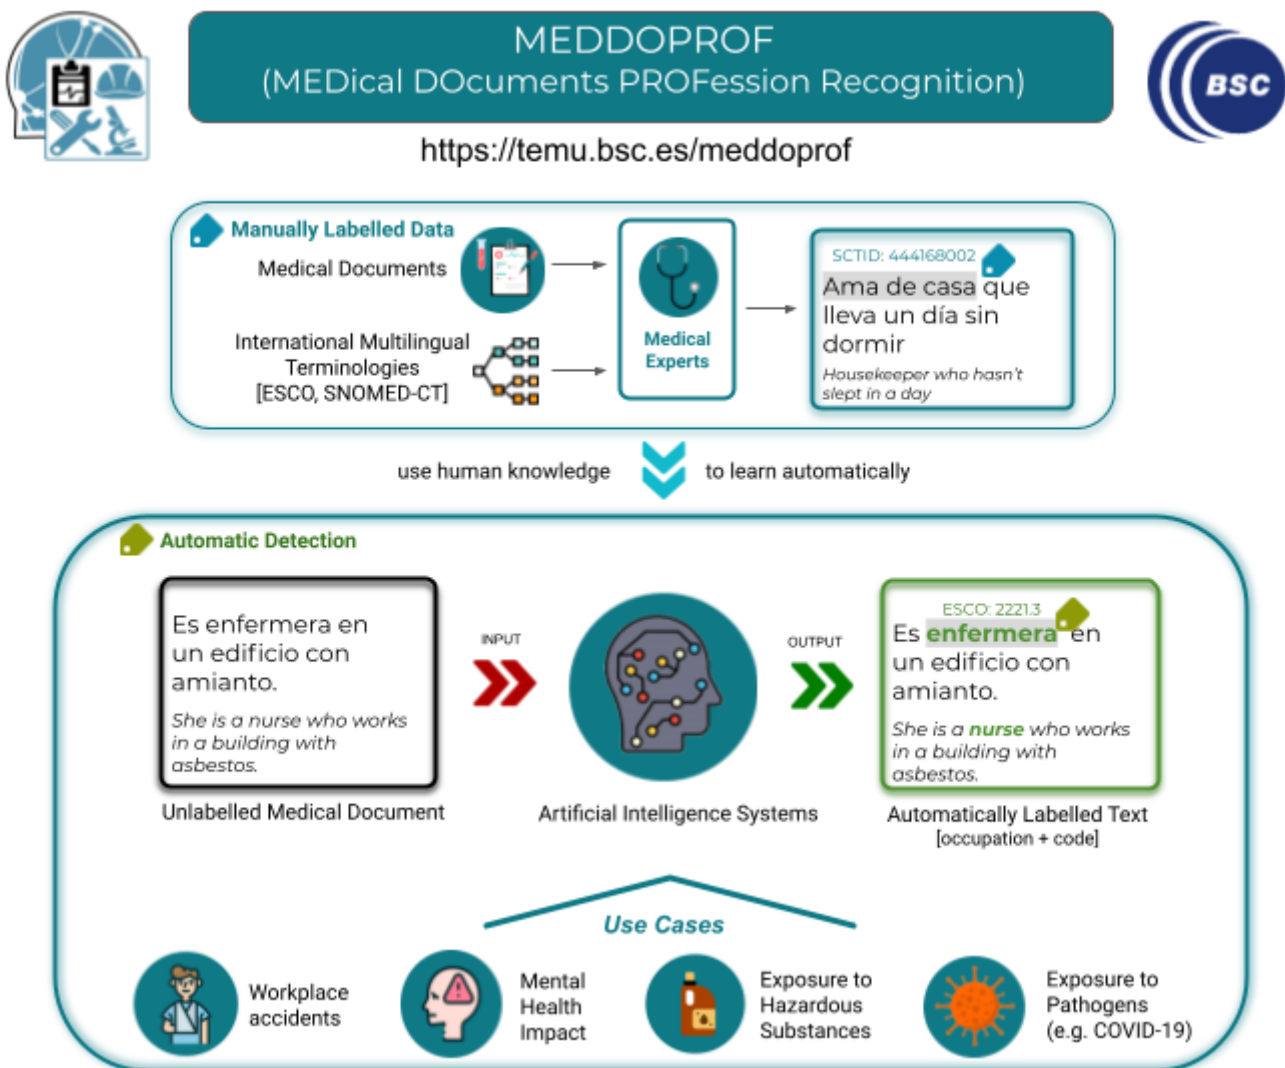 MEDDOPROF
(MEDical DOcuments PROFession Recognition)
BSC
https://temu.bsc.es/meddoprof
Manually Labelled Data
Medical Documents
International Multilingual
Terminologies
[ESCO, SNOMED-CT]
Medical
Experts
SCTID: 444168002
Ama de casa que
lleva un día sin
dormir
Housekeeper who hasn't
slept in a day
use human knowledge
to learn automatically
Automatic Detection
Es enfermera en
un edificio con
amianto.
She is a nurse who works
in a building with
asbestos.
Unlabelled Medical Document
INPUT
Artificial Intelligence Systems
OUTPUT
ESCO: 2221.3
Es enfermera en
un edificio con
amianto.
She is a nurse who works
in a building with
asbestos.
Automatically Labelled Text
[occupation + code]
Use Cases
Workplace
accidents
Mental
Health
Impact
Exposure to
Hazardous
Substances
Exposure to
Pathogens
(e.g. COVID-19)